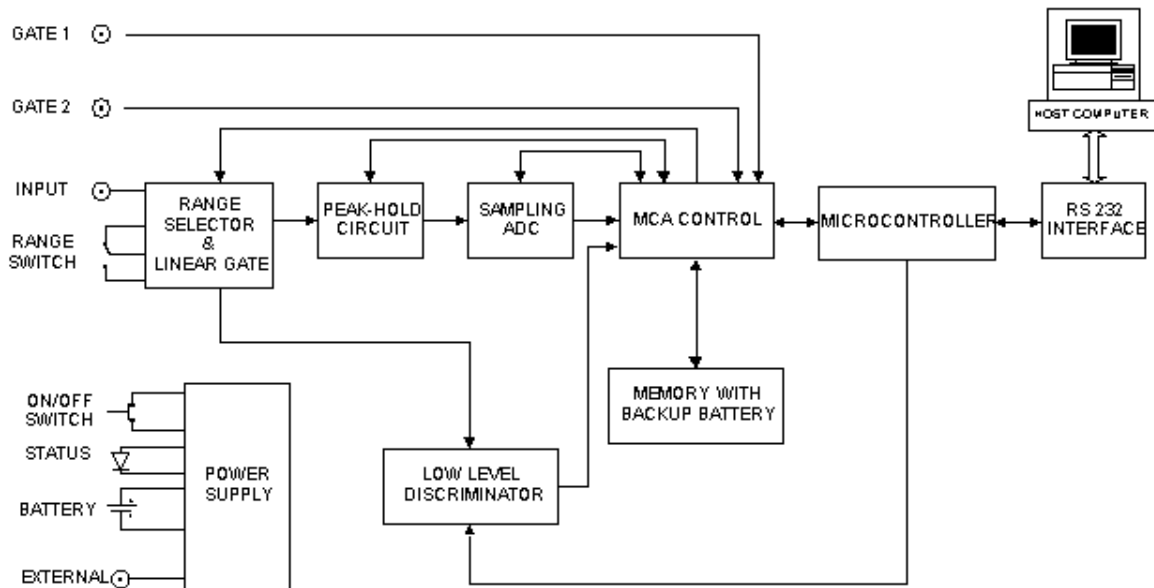 GATE 1
GATE 2
HOST COMPUTER
INPUT
RANGE
SWITCH
RANGE
SELECTOR
&
LINEAR GATE
PEAK-HOLD
CIRCUIT
SAMPLING
ADC
MCA CONTROL
MICROCONTROLLER
RS 232
INTERFACE
MEMORY WITH
BACKUP BATTERY
ON/OFF
SWITCH
STATUS
BATTERY
EXTERNAL
POWER
SUPPLY
LOW LEVEL
DISCRIMINATOR